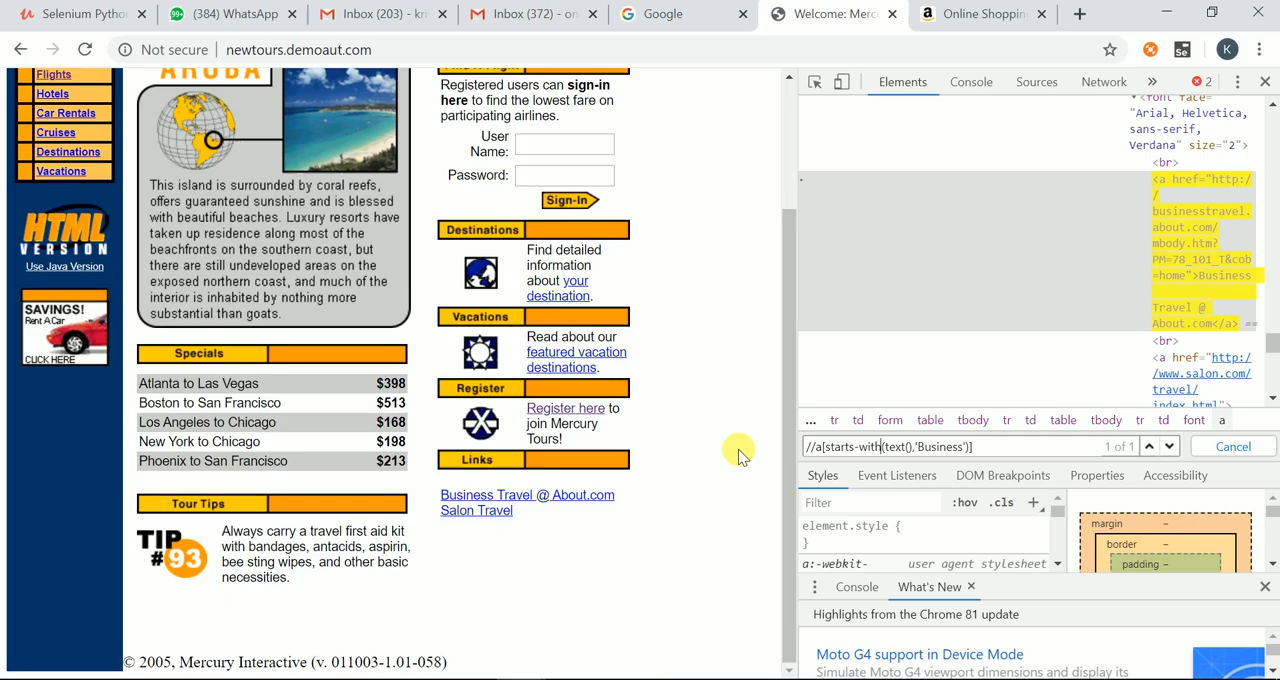 Selenium Pytho
(384) WhatsApp
Inbox (203) - kri
Inbox (372) - on
Google
Welcome: Merc
Online Shoppin
Not secure
newtours.demoaut.com
K
Flights
Hotels
Car Rentals
Cruises
Destinations
Vacations
HTML
VERSION
Use Java Version
SAVINGS!
Rent A Car
CLICK HERE
ARUBA
This island is surrounded by coral reefs,
offers guaranteed sunshine and is blessed
with beautiful beaches. Luxury resorts have
taken up residence along most of the
beachfronts on the southern coast, but
there are still undeveloped areas on the
exposed northern coast, and much of the
interior is inhabited by nothing more
substantial than goats.
Specials
Atlanta to Las Vegas $398
Boston to San Francisco $513
Los Angeles to Chicago $168
New York to Chicago $198
Phoenix to San Francisco $213
Tour Tips
TIP
#93
Always carry a travel first aid kit
with bandages, antacids, aspirin,
bee sting wipes, and other basic
necessities.
Registered users can sign-in
here to find the lowest fare on
participating airlines.
User
Name:
Password:
Sign-In
Destinations
Find detailed
information
about your
destination.
Vacations
Read about our
featured vacation
destinations.
Register
Register here to
join Mercury
Tours!
Links
Business Travel @ About.com
Salon Travel
© 2005, Mercury Interactive (v. 011003-1.01-058)
Elements
Console
Sources
Network
2
<font face=
"Arial, Helvetica,
sans-serif,
Verdana" size="2">
<br>
<a href="http:/
/
businesstravel.
about.com/
mbody.htm?
PM=78_101_T&cob
=home">Business
Travel @
About.com</a> ==
<br>
<a href="http:/
/www.salon.com/
travel/
index.html">
... tr td form table tbody tr td table tbody tr td font a
//a[starts-with(text(),'Business')]
1 of 1
Cancel
Styles
Event Listeners
DOM Breakpoints
Properties
Accessibility
Filter
:hov
.cls
element.style {
}
a:-webkit-
user agent stylesheet
margin -
border -
padding -
Console
What's New
Highlights from the Chrome 81 update
Moto G4 support in Device Mode
Simulate Moto G4 viewport dimensions and display its